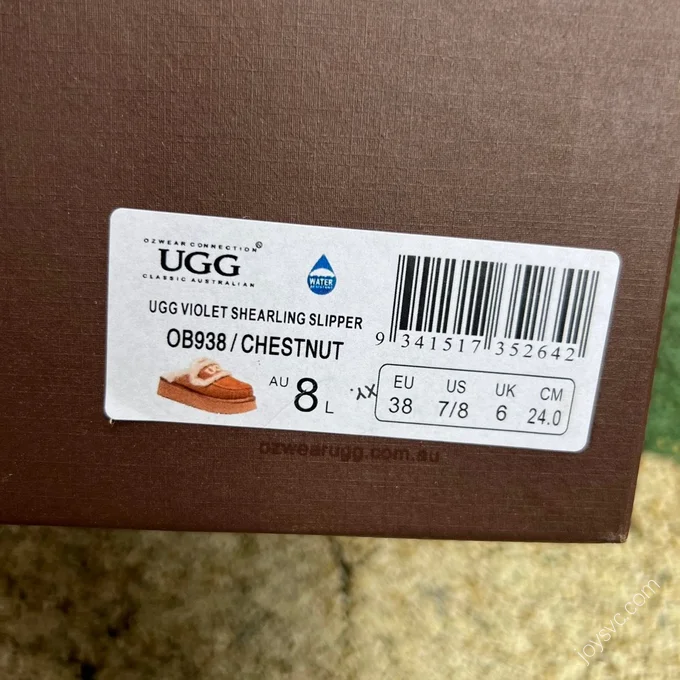 OZWEAR CONNECTION®
UGG
CLASSIC AUSTRALIAN
WATER
RESISTANT
UGG VIOLET SHEARLING SLIPPER
OB938 / CHESTNUT
9 341517 352642
AU 8 L
EU US UK CM
38 7/8 6 24.0
ozwearugg.com.au
joysvc.com